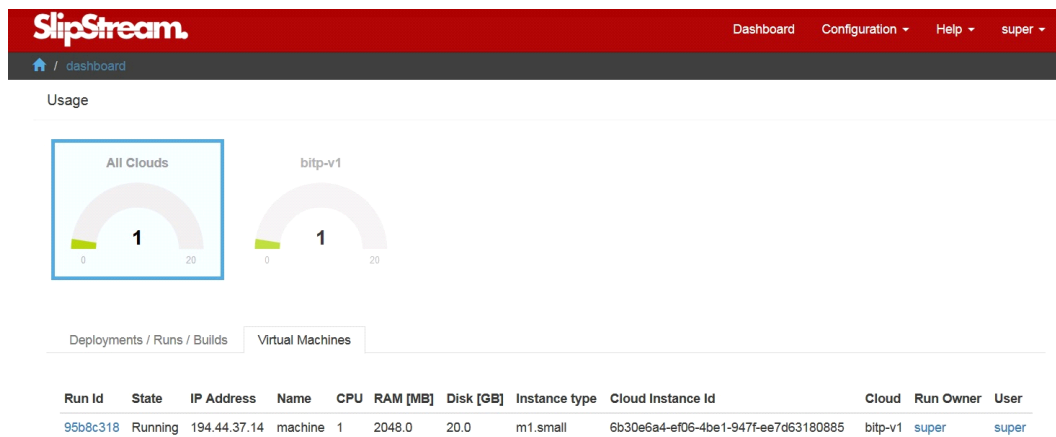 SlipStream. Dashboard Configuration Help super
/ dashboard
Usage
All Clouds bitp-v1
1 1
0 20 0 20
Deployments / Runs / Builds Virtual Machines
Run Id State IP Address Name CPU RAM [MB] Disk [GB] Instance type Cloud Instance Id Cloud Run Owner User
95b8c318 Running 194.44.37.14 machine 1 2048.0 20.0 m1.small 6b30e6a4-ef06-4be1-947f-ee7d63180885 bitp-v1 super super